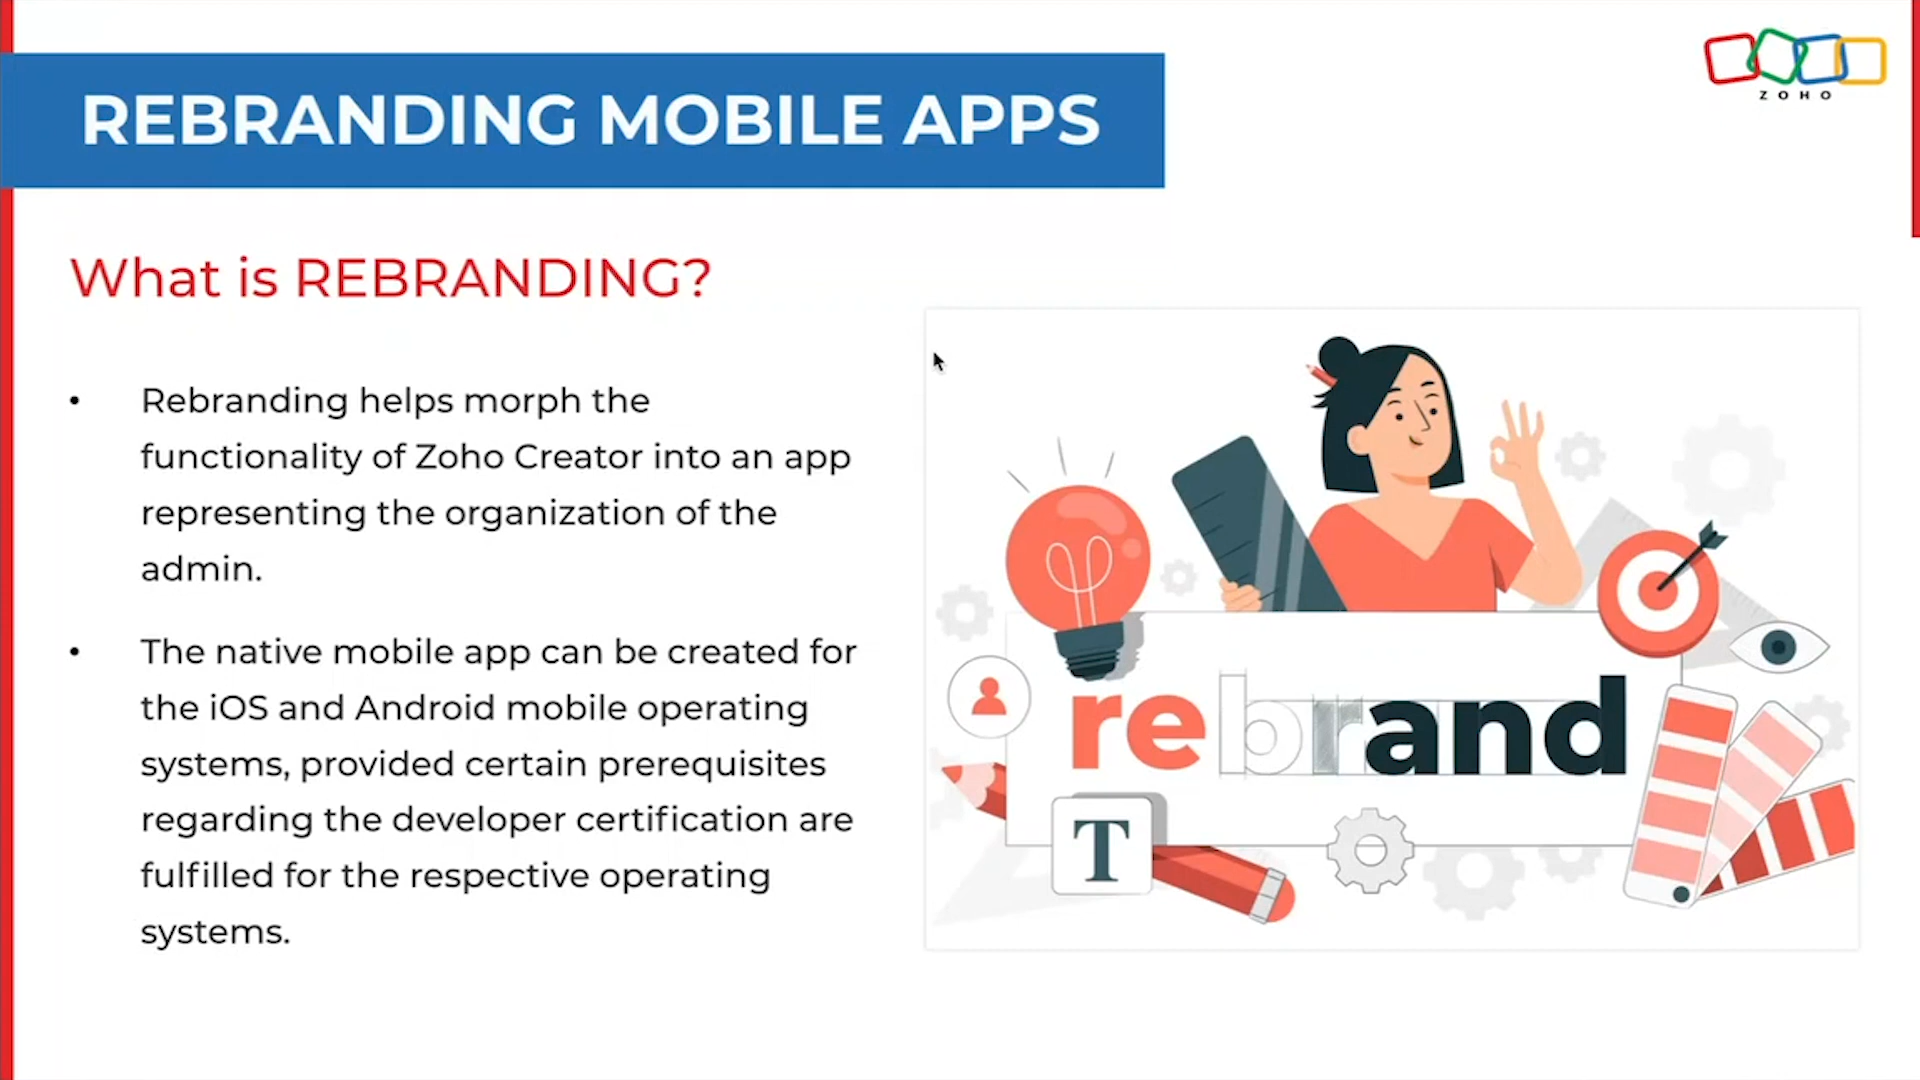 ZOHO
REBRANDING MOBILE APPS
What is REBRANDING?
• Rebranding helps morph the
functionality of Zoho Creator into an app
representing the organization of the
admin.
• The native mobile app can be created for
the iOS and Android mobile operating
systems, provided certain prerequisites
regarding the developer certification are
fulfilled for the respective operating
systems.
rebrand
T